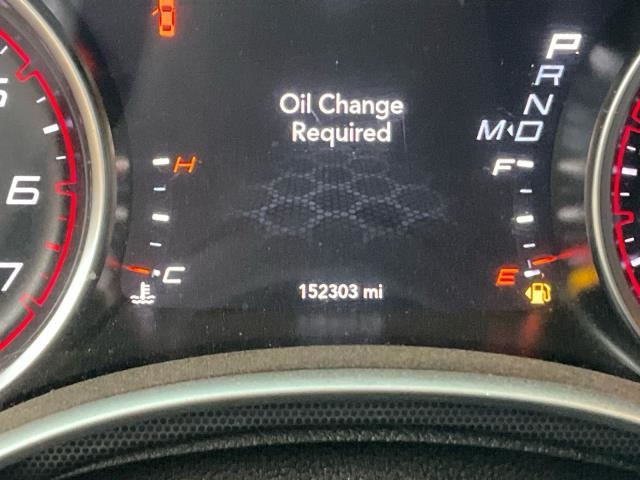 P
R
N
M D
Oil Change
Required
5
6
7
H
C
F
E
152303 mi